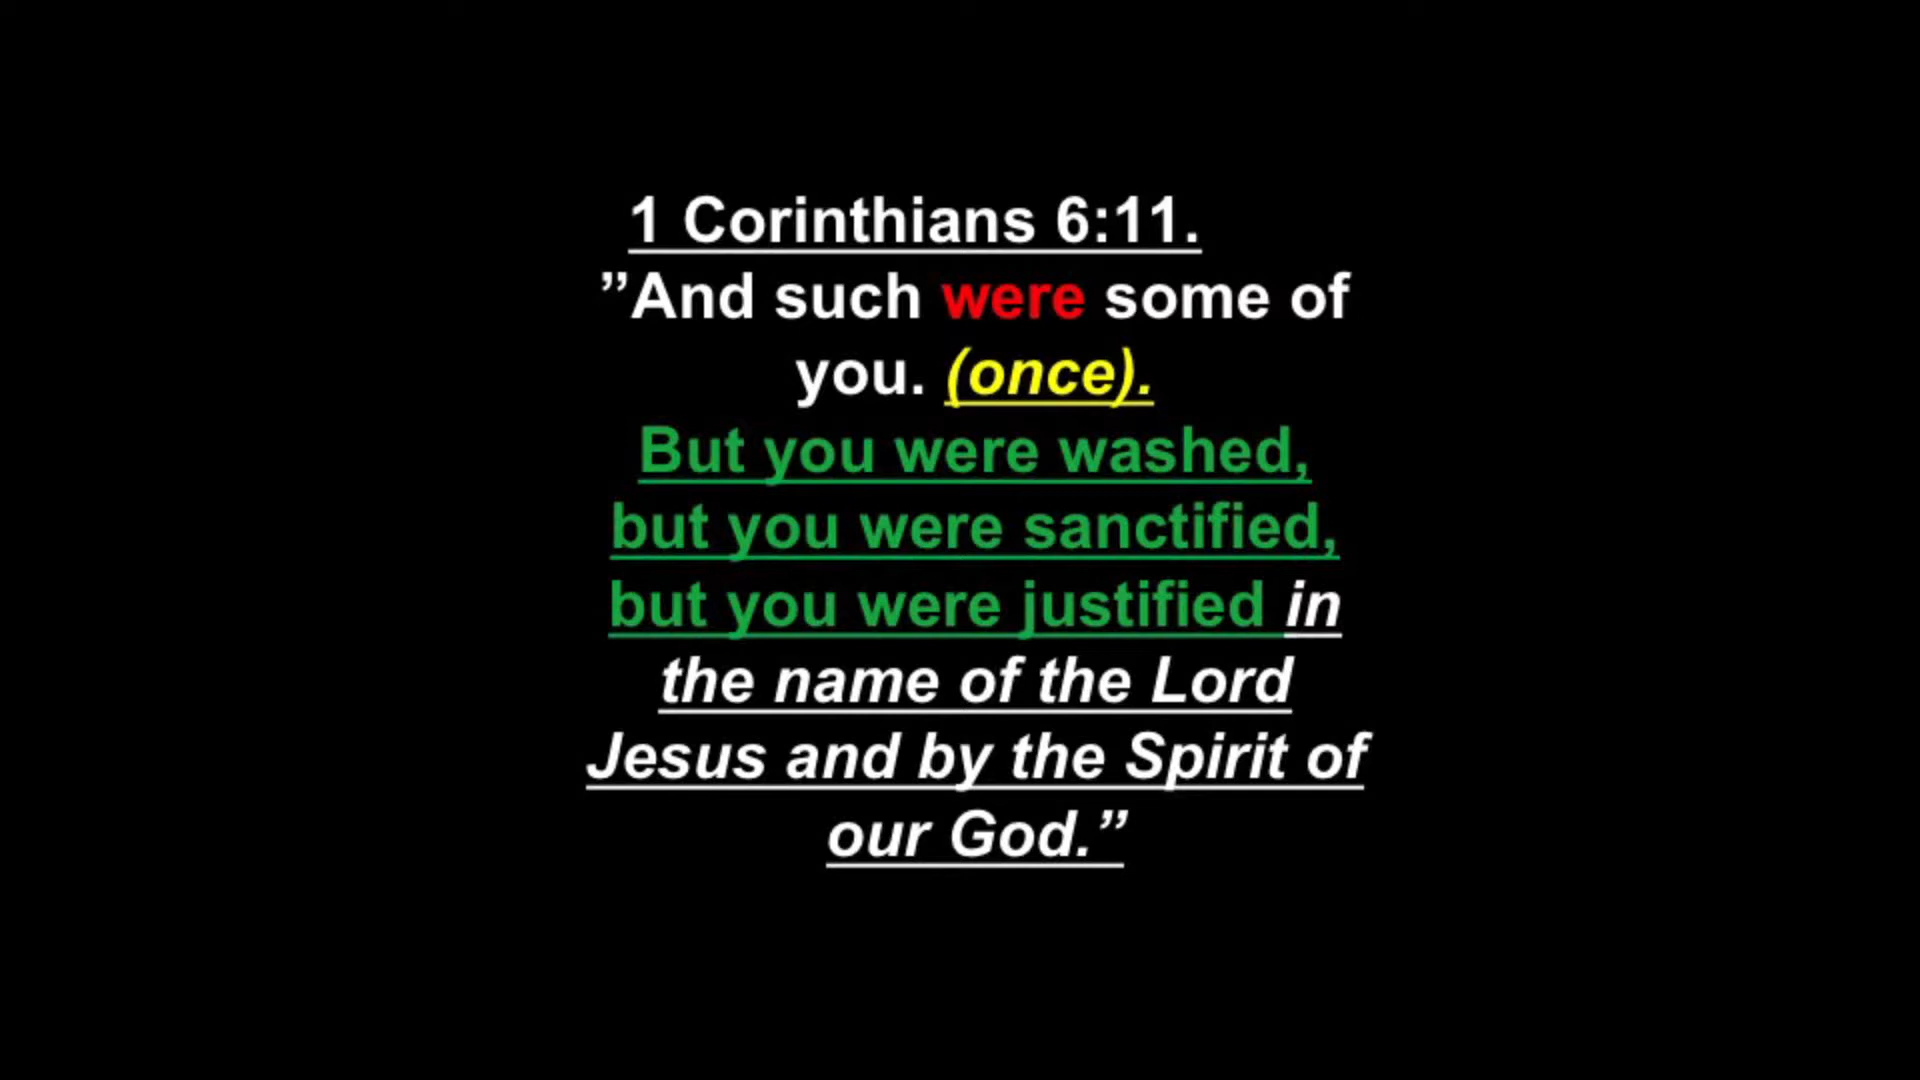 1 Corinthians 6:11.
”And such were some of
you. (once).
But you were washed,
but you were sanctified,
but you were justified in
the name of the Lord
Jesus and by the Spirit of
our God.”